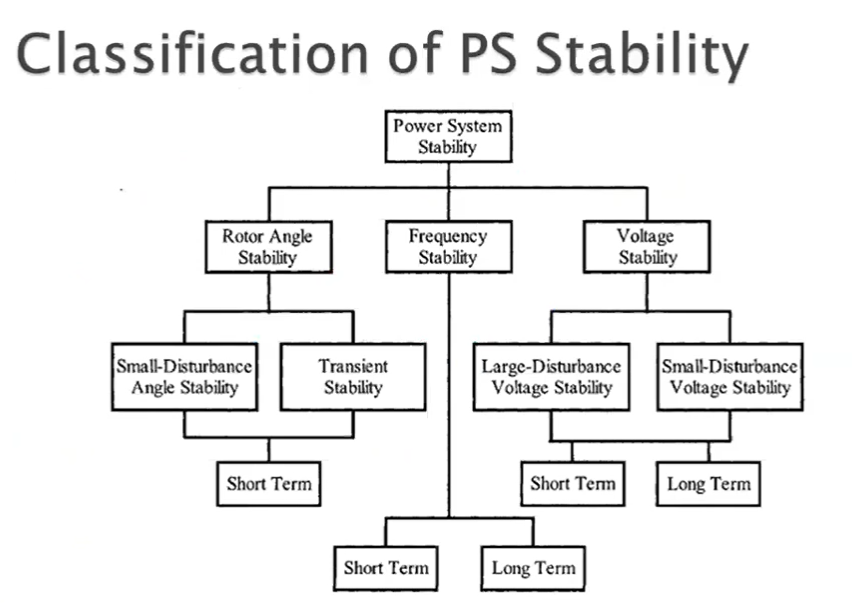 Classification of PS Stability
Power System
Stability
Rotor Angle
Stability
Frequency
Stability
Voltage
Stability
Small-Disturbance
Angle Stability
Transient
Stability
Large-Disturbance
Voltage Stability
Small-Disturbance
Voltage Stability
Short Term
Short Term
Long Term
Short Term
Long Term